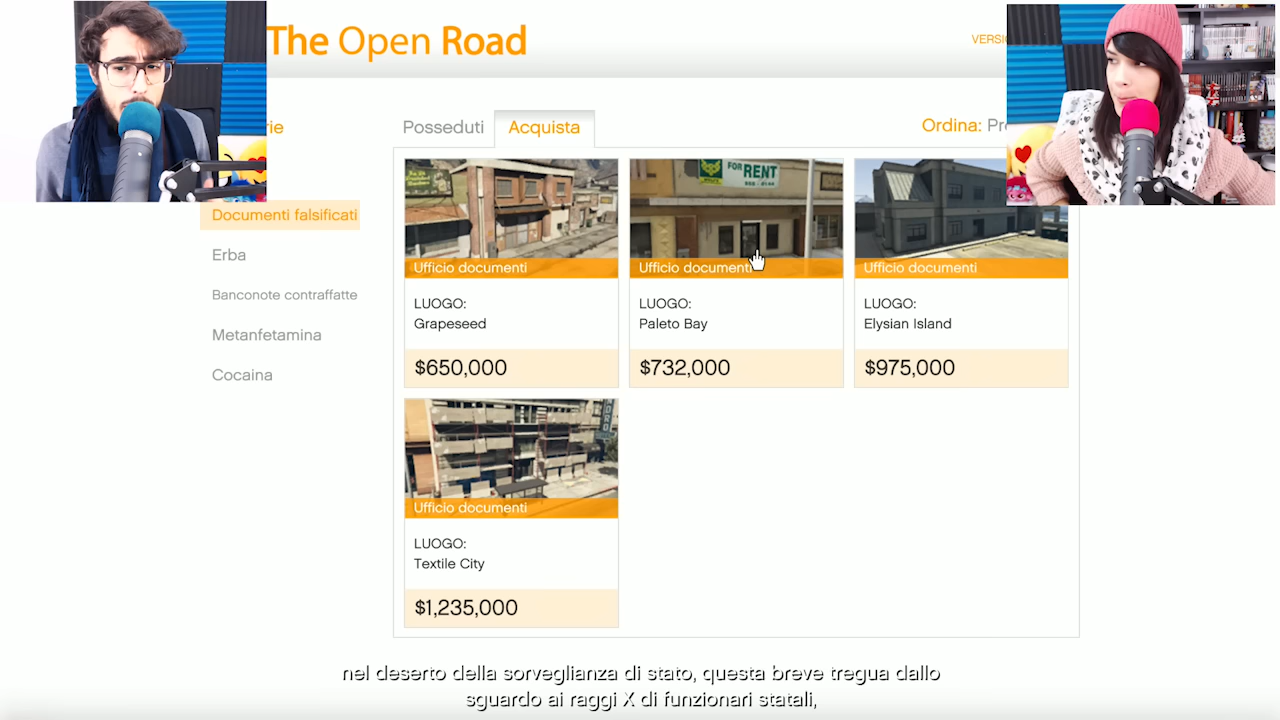 The Open Road
VERSI
rie
Posseduti
Acquista
Ordina: Pr
Documenti falsificati
Erba
Banconote contraffatte
Metanfetamina
Cocaina
FOR RENT
Ufficio documenti
LUOGO:
Grapeseed
$650,000
Ufficio documenti
LUOGO:
Paleto Bay
$732,000
Ufficio documenti
LUOGO:
Elysian Island
$975,000
Ufficio documenti
LUOGO:
Textile City
$1,235,000
nel deserto della sorveglianza di stato, questa breve tregua dallo
sguardo ai raggi X di funzionari statali,